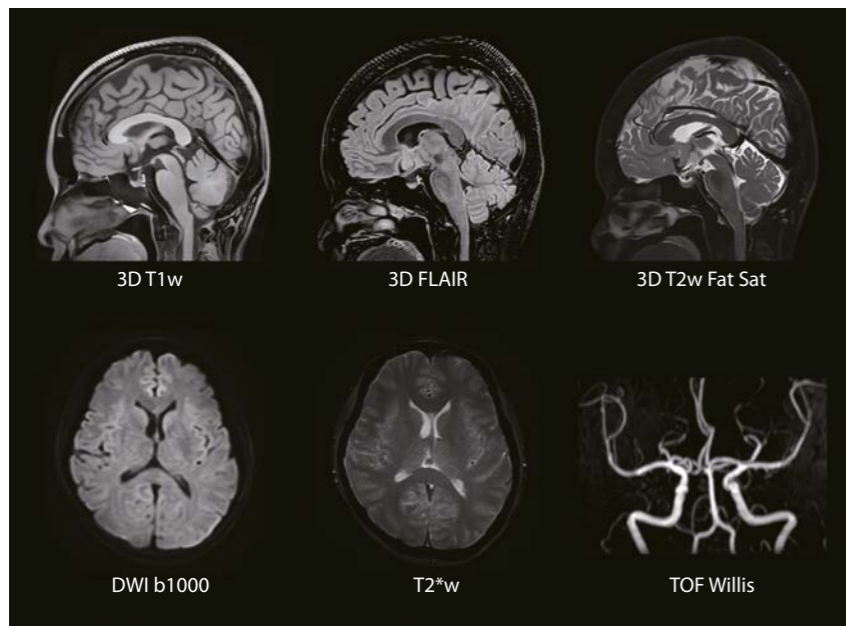 3D T1w
3D FLAIR
3D T2w Fat Sat
DWI b1000
T2*w
TOF Willis